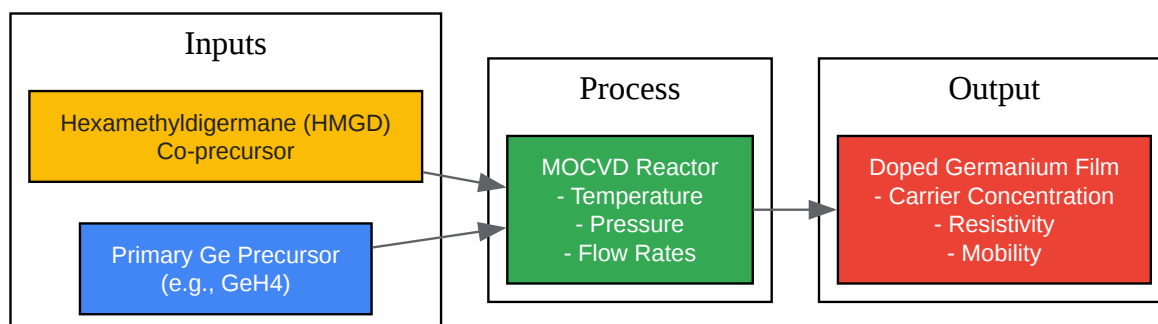 Inputs
Hexamethyldigermane (HMGD)
Co-precursor
Primary Ge Precursor
(e.g., GeH4)
Process
MOCVD Reactor
- Temperature
- Pressure
- Flow Rates
Output
Doped Germanium Film
- Carrier Concentration
- Resistivity
- Mobility